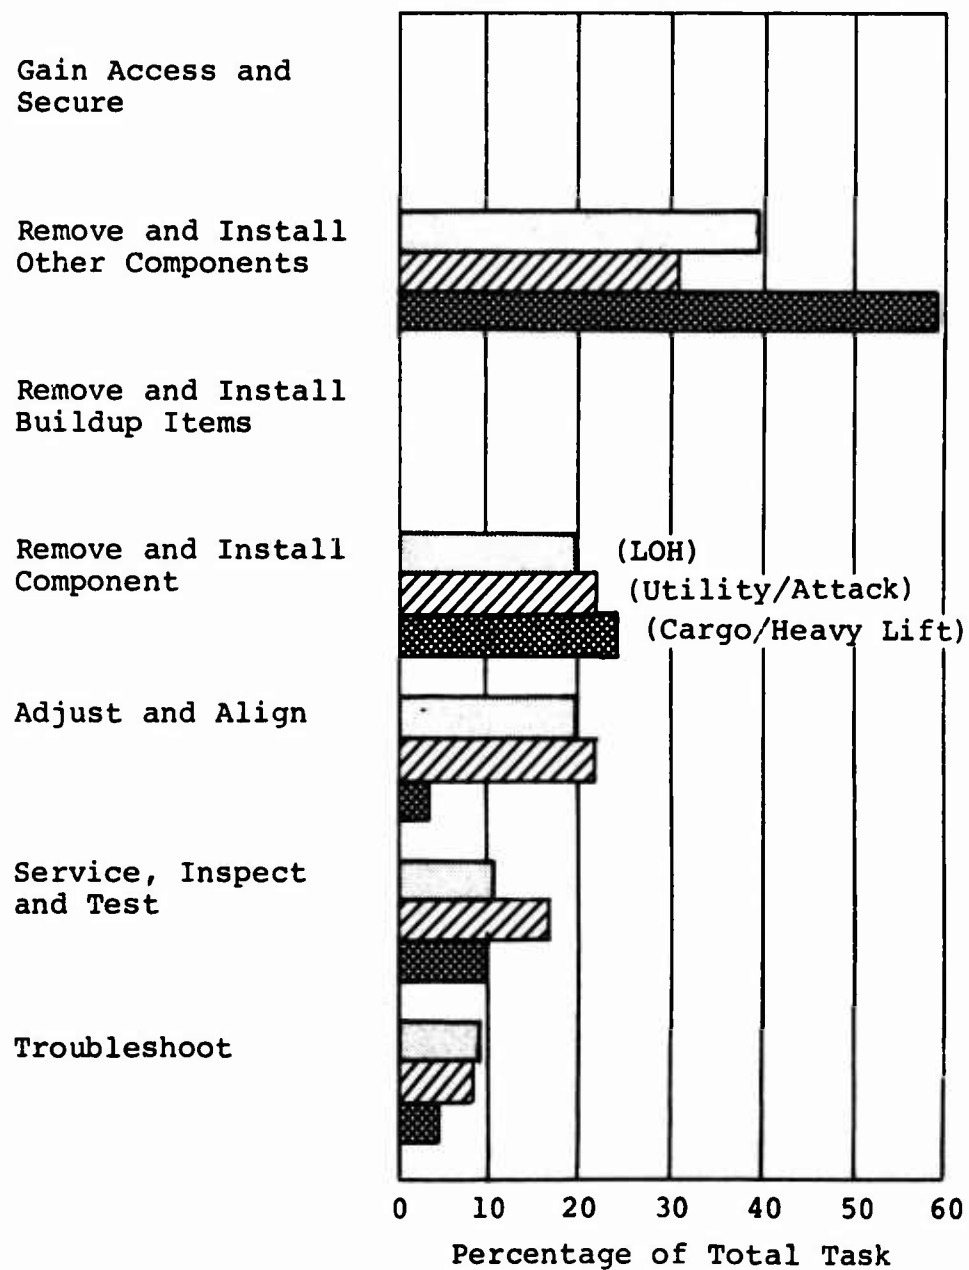 Gain Access and
Secure
Remove and Install
Other Components
Remove and Install
Buildup Items
Remove and Install
Component
(LOH)
(Utility/Attack)
(Cargo/Heavy Lift)
Adjust and Align
Service, Inspect
and Test
Troubleshoot
0 10 20 30 40 50 60
Percentage of Total Task